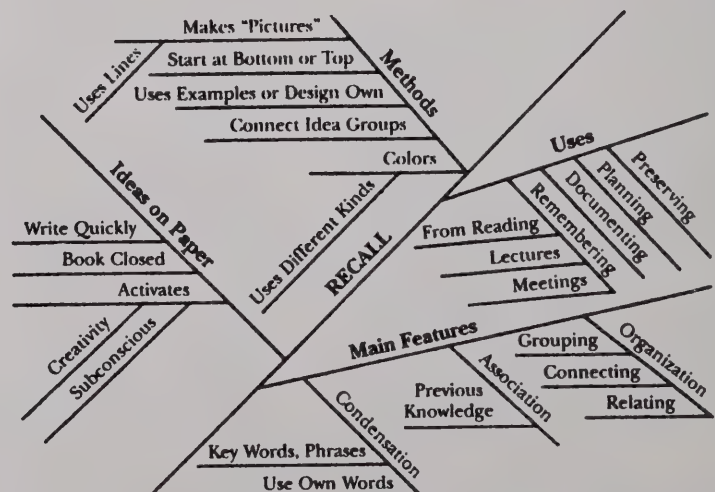 Makes "Pictures"
Uses Lines
Start at Bottom or Top
Uses Examples or Design Own
Connect Idea Groups
Colors
Uses Different Kinds
Methods
Ideas on Paper
Write Quickly
Book Closed
Activates
Creativity
Subconscious
RECALL
Uses
Preserving
Planning
Documenting
Remembering
From Reading
Lectures
Meetings
Main Features
Organization
Grouping
Connecting
Relating
Association
Previous
Knowledge
Condensation
Key Words, Phrases
Use Own Words